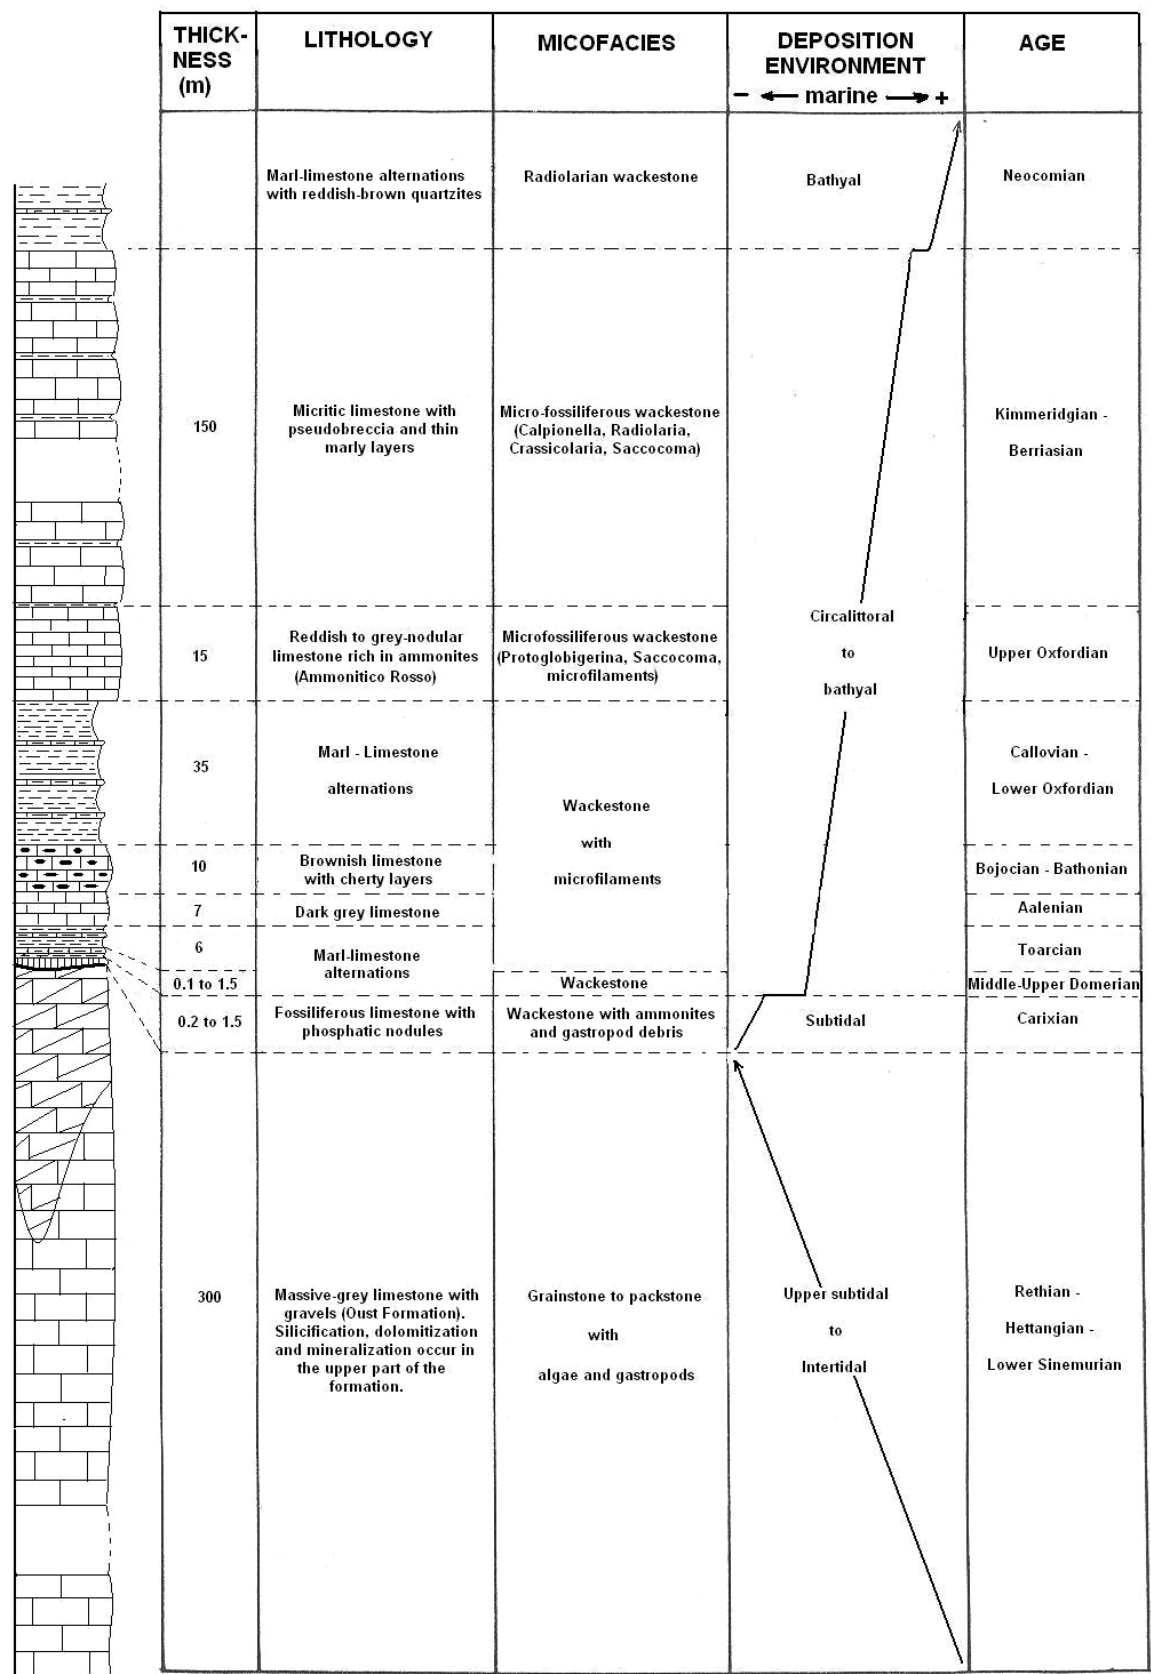 THICK-
NESS
(m)
LITHOLOGY
MICOFACIES
DEPOSITION
ENVIRONMENT
- marine +
AGE
Marl-limestone alternations
with reddish-brown quartzites
Radiolarian wackestone
Bathyal
Neocomian
150
Micritic limestone with
pseudobreccia and thin
marly layers
Micro-fossiliferous wackestone
(Calpionella, Radiolaria,
Crassicolaria, Saccocoma)
Kimmeridgian -
Berriasian
15
Reddish to grey-nodular
limestone rich in ammonites
(Ammonitico Rosso)
Microfossiliferous wackestone
(Protoglobigerina, Saccocoma,
microfilaments)
Circalittoral
to
bathyal
Upper Oxfordian
35
Marl - Limestone
alternations
Wackestone
with
microfilaments
Callovian -
Lower Oxfordian
10
Brownish limestone
with cherty layers
Bojocian - Bathonian
7
Dark grey limestone
Aalenian
6
Marl-limestone
alternations
Toarcian
0.1 to 1.5
Wackestone
Middle-Upper Domerian
0.2 to 1.5
Fossiliferous limestone with
phosphatic nodules
Wackestone with ammonites
and gastropod debris
Subtidal
Carixian
300
Massive-grey limestone with
gravels (Oust Formation).
Silicification, dolomitization
and mineralization occur in
the upper part of the
formation.
Grainstone to packstone
with
algae and gastropods
Upper subtidal
to
Intertidal
Rethian -
Hettangian -
Lower Sinemurian